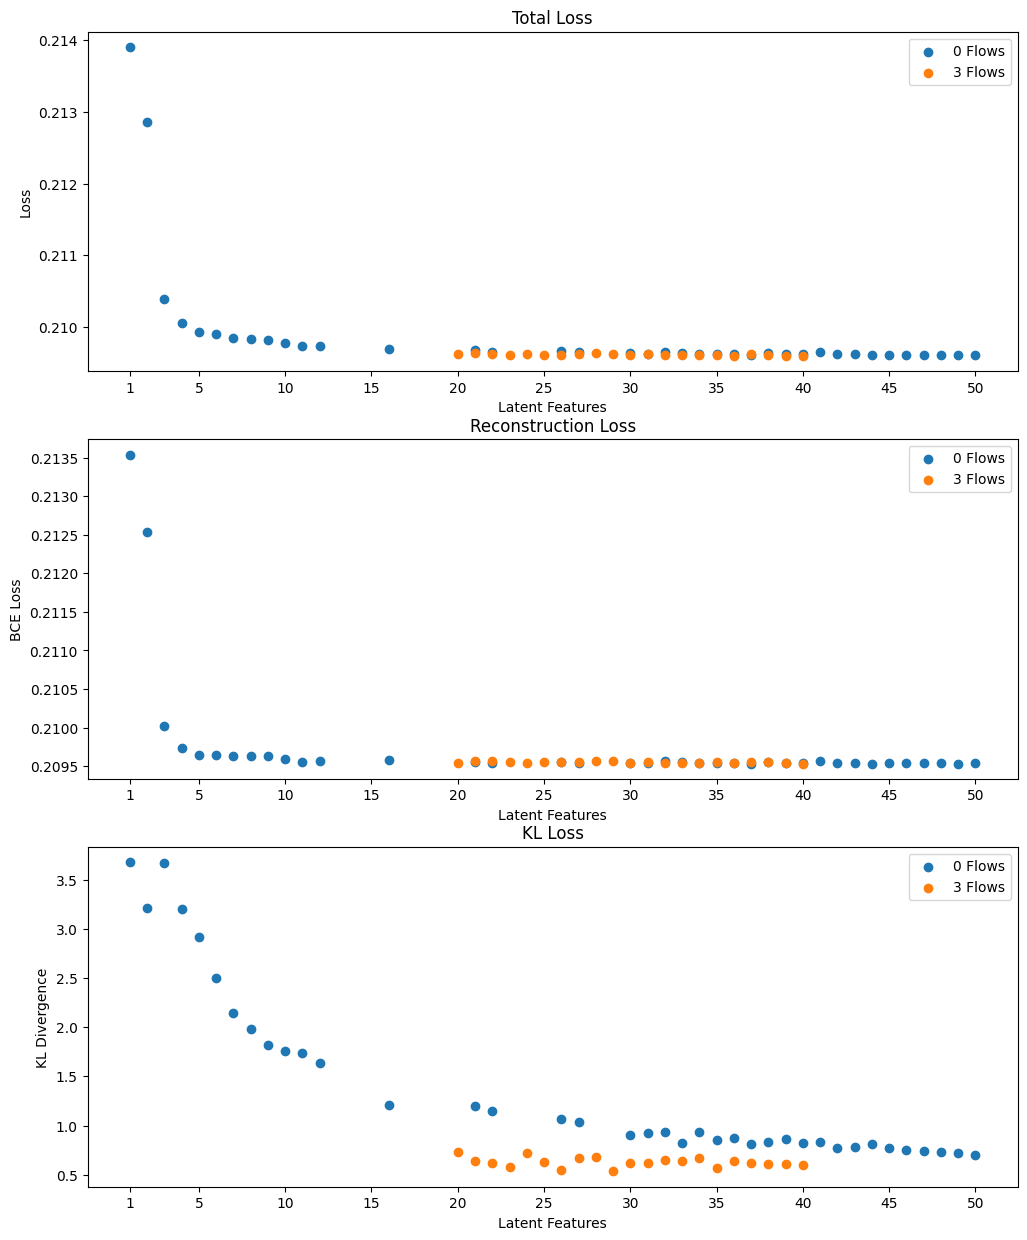 Total Loss
0.214
0.213
0.212
0.211
0.210
Loss
0 Flows
3 Flows
1 5 10 15 20 25 30 35 40 45 50
Latent Features
Reconstruction Loss
0.2135
0.2130
0.2125
0.2120
0.2115
0.2110
0.2105
0.2100
0.2095
BCE Loss
0 Flows
3 Flows
1 5 10 15 20 25 30 35 40 45 50
Latent Features
KL Loss
3.5
3.0
2.5
2.0
1.5
1.0
0.5
KL Divergence
0 Flows
3 Flows
1 5 10 15 20 25 30 35 40 45 50
Latent Features